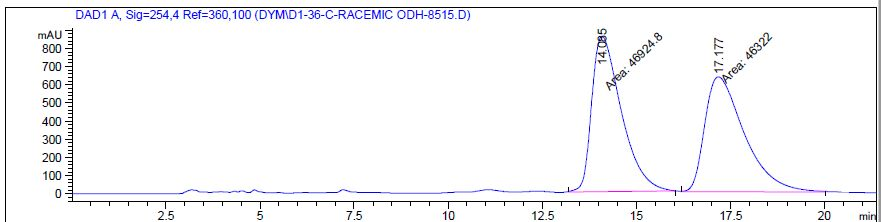 DAD1 A, Sig=254,4 Ref=360,100 (DYM\D1-36-C-RACEMIC ODH-8515.D)
mAU
800
700
600
500
400
300
200
100
0
14.085
Area: 46924.8
17.177
Area: 46322
2.5 5 7.5 10 12.5 15 17.5 20 min